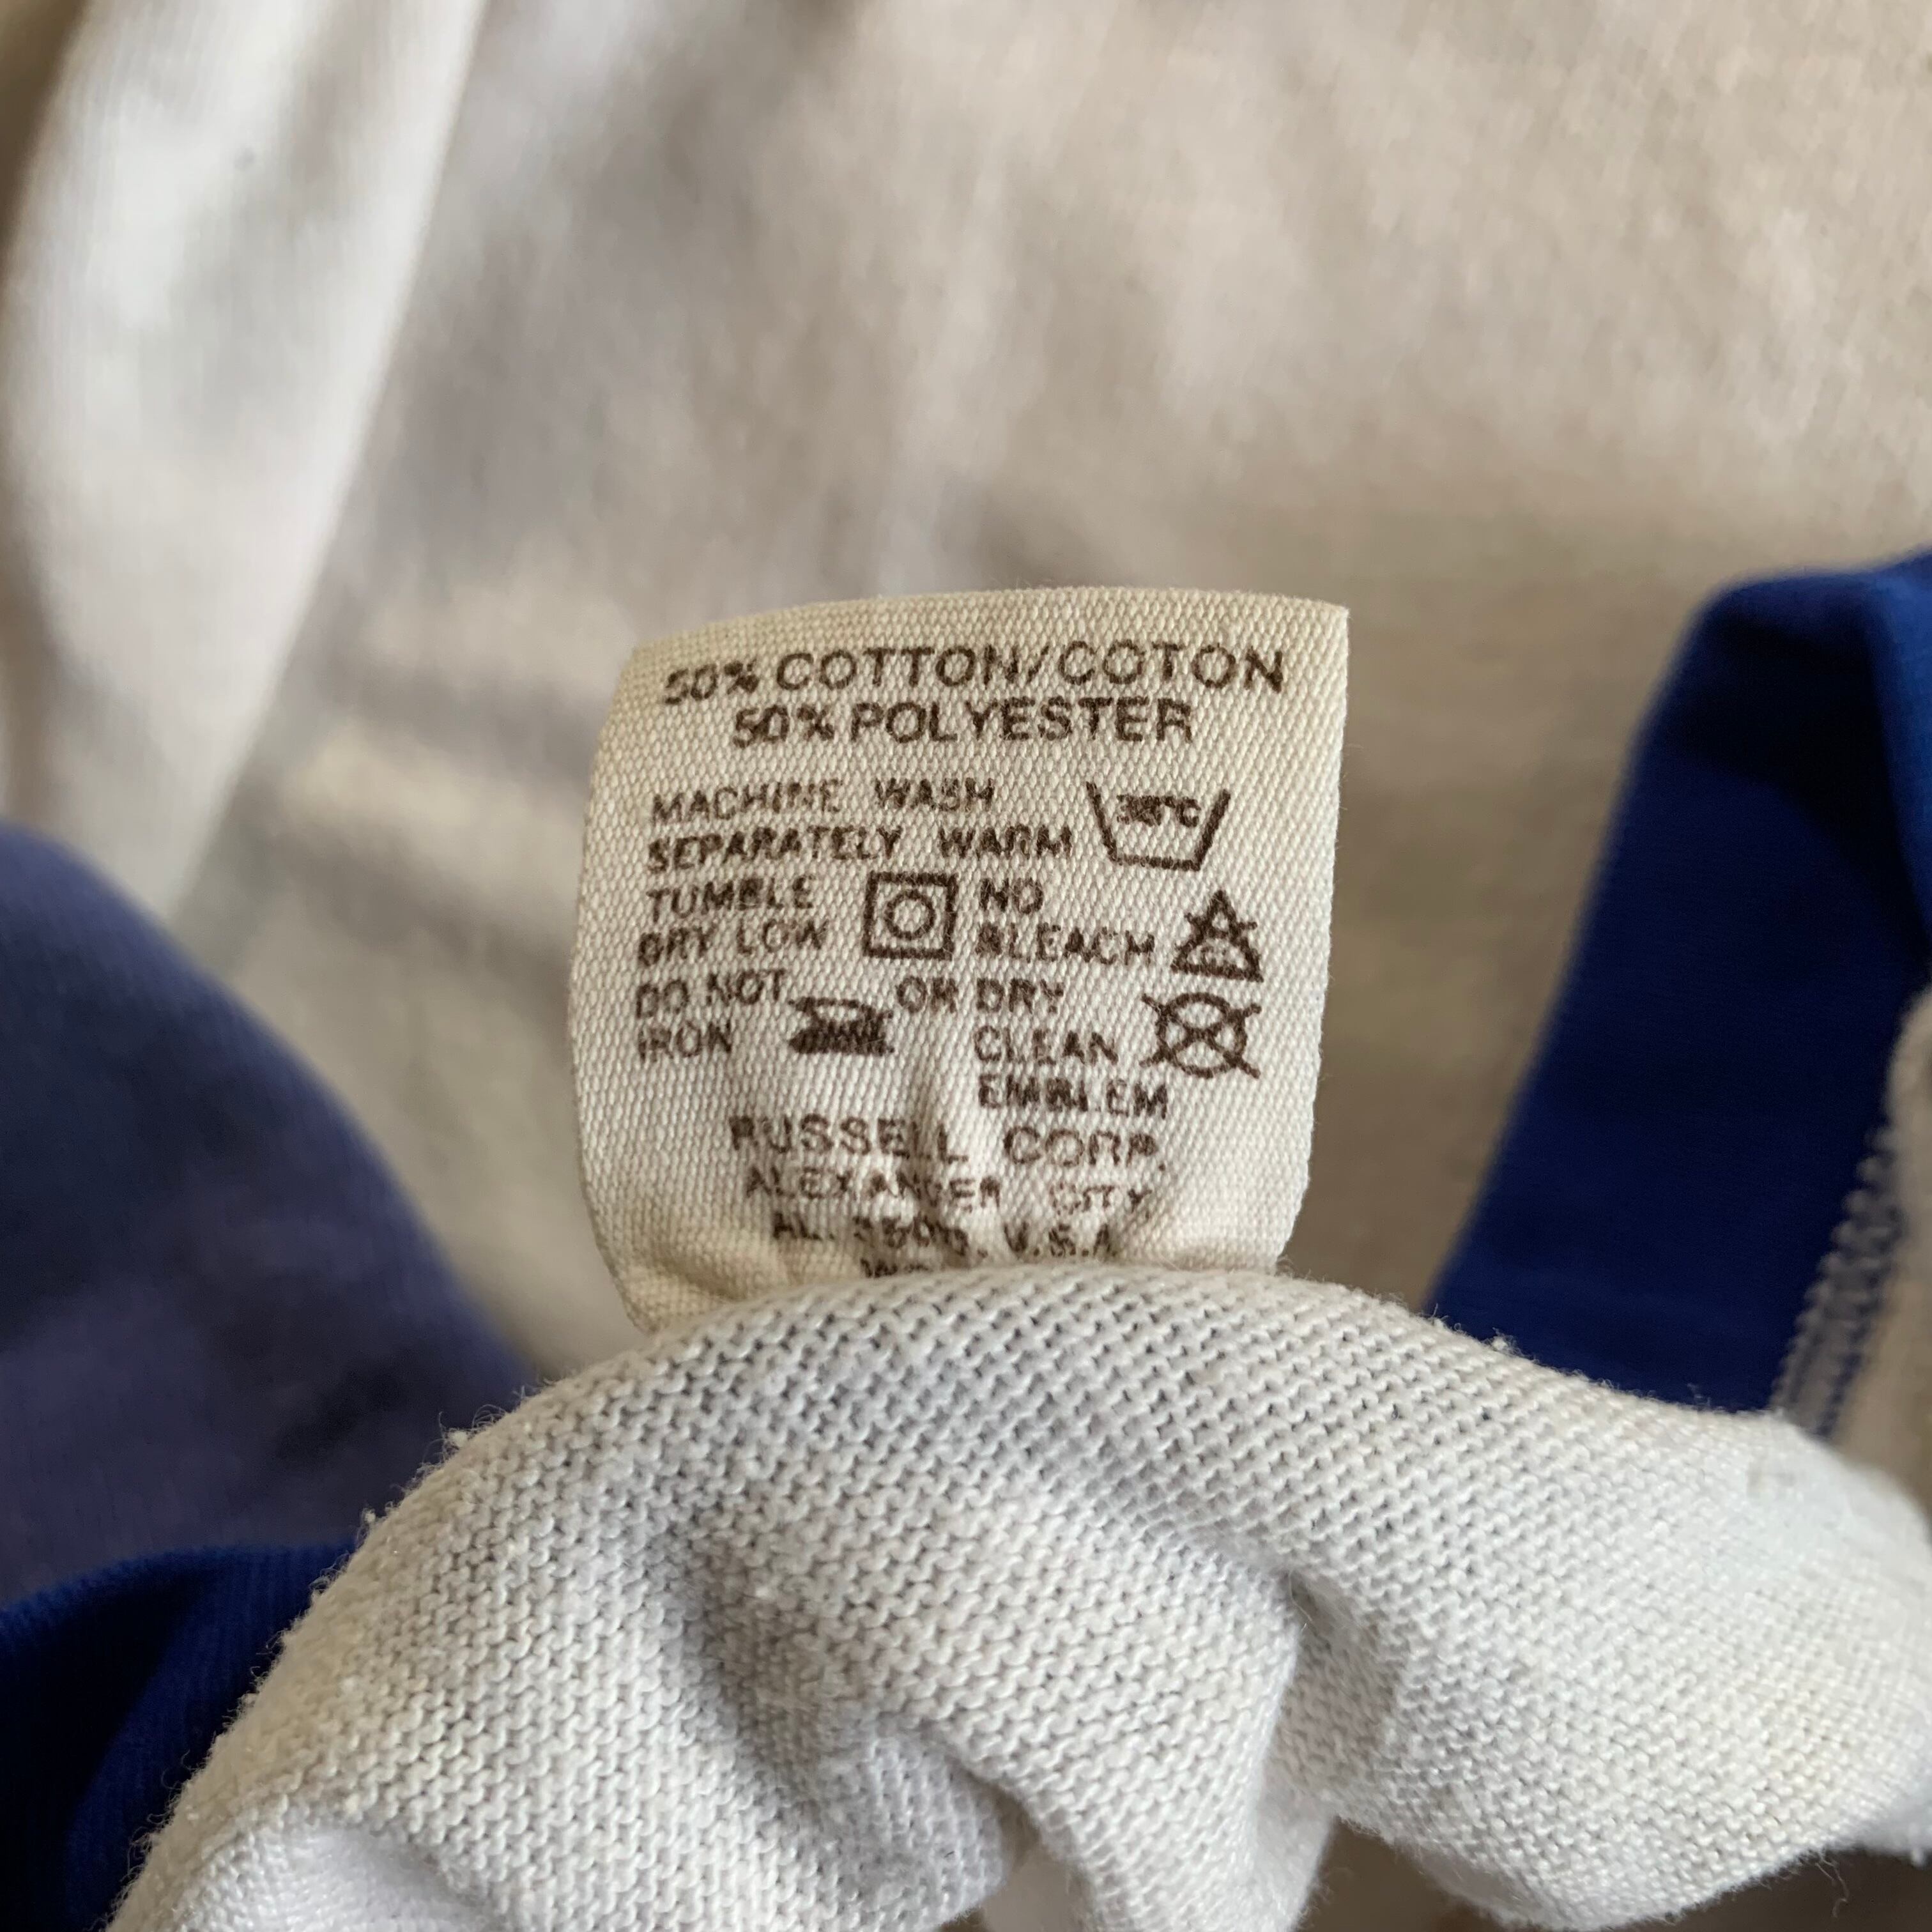 50% COTTON/COTON
50% POLYESTER
MACHINE WASH
SEPARATELY WARM
TUMBLE
DRY LOW
NO
BLEACH
DO NOT
IRON
OR DRY
CLEAN
EMBLEM
RUSSELL CORP.
ALEXANDER CITY
AL. U.S.A.